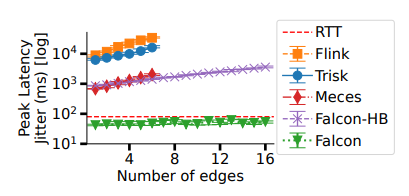 Peak Latency
Jitter (ms) [log]
10⁴
10³
10²
10¹
4 8 12 16
Number of edges
RTT
Flink
Trisk
Meces
Falcon-HB
Falcon